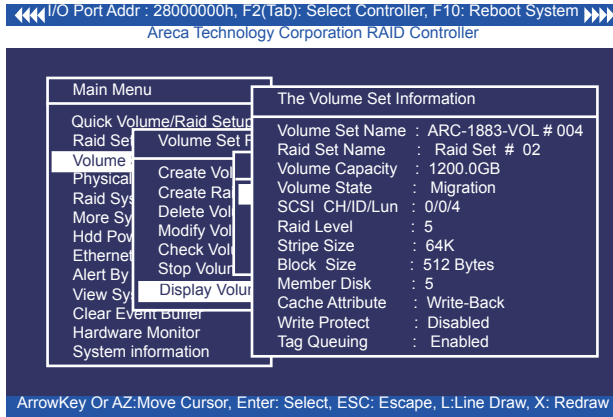 I/O Port Addr : 28000000h, F2(Tab): Select Controller, F10: Reboot System
Areca Technology Corporation RAID Controller
Main Menu
Quick Volume/Raid Setup
Raid Set
Volume
Physical
Raid Sys
More Sy
Hdd Pow
Ethernet
Alert By
View Sys
Clear Event Buffer
Hardware Monitor
System information
Volume Set F
Create Vol
Create Ra
Delete Vol
Modify Vol
Check Volu
Stop Volum
Display Volum
The Volume Set Information
Volume Set Name : ARC-1883-VOL # 004
Raid Set Name : Raid Set # 02
Volume Capacity : 1200.0GB
Volume State : Migration
SCSI CH/ID/Lun : 0/0/4
Raid Level : 5
Stripe Size : 64K
Block Size : 512 Bytes
Member Disk : 5
Cache Attribute : Write-Back
Write Protect : Disabled
Tag Queuing : Enabled
ArrowKey Or AZ:Move Cursor, Enter: Select, ESC: Escape, L:Line Draw, X: Redraw